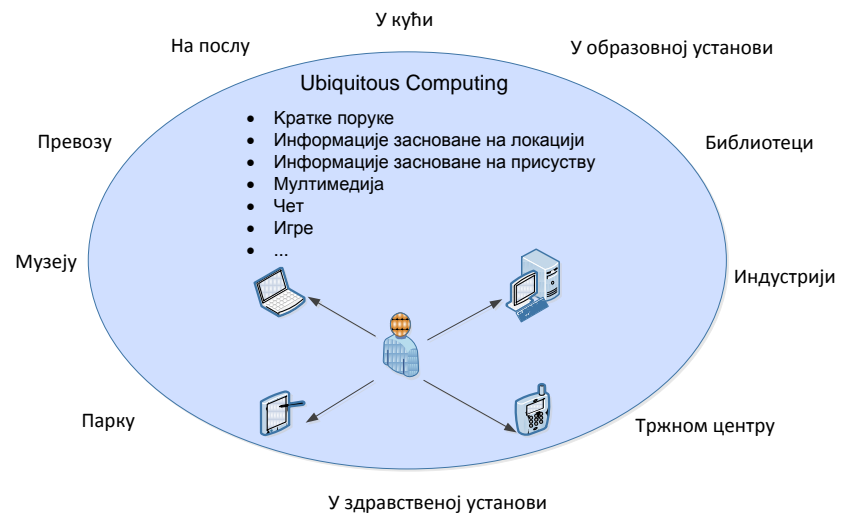 У кући
На послу
У образовној установи
Ubiquitous Computing
• Кратке поруке
• Информације засноване на локацији
• Информације засноване на присуству
• Мултимедија
• Чет
• Игре
• ...
Превозу
Библиотеци
Музеју
Индустрији
Парку
Тржном центру
У здравственој установи